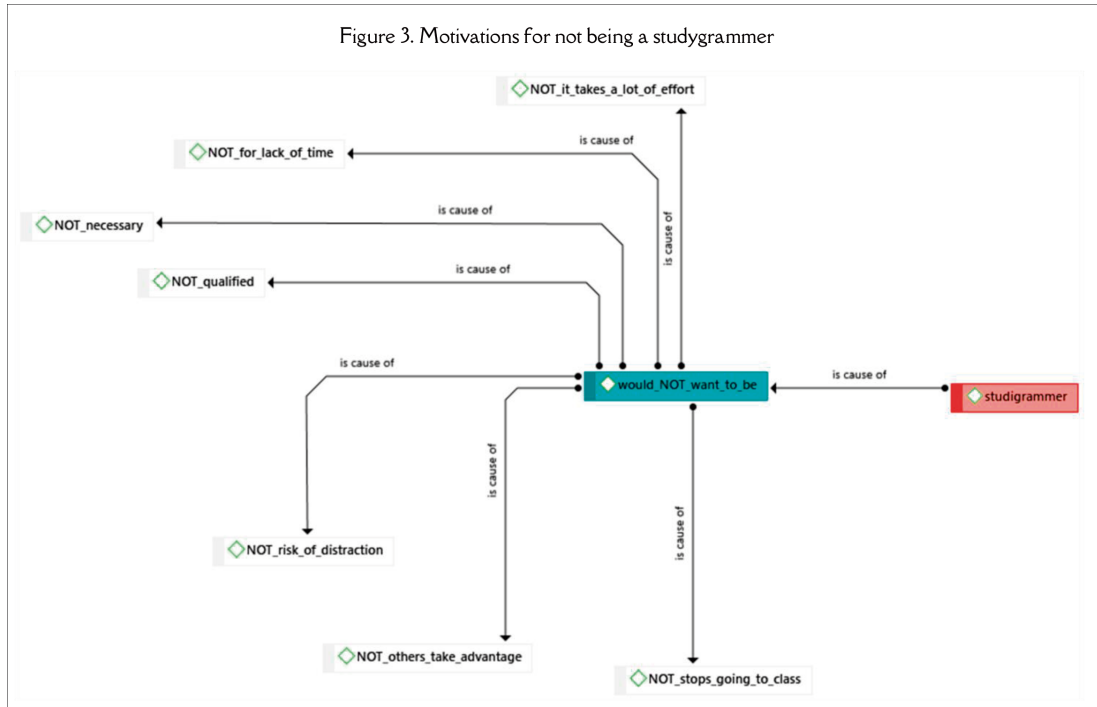 Figure 3. Motivations for not being a studygrammer
NOT_it_takes_a_lot_of_effort
is cause of
NOT_for_lack_of_time
is cause of
NOT_necessary
is cause of
is cause of
NOT_qualified
is cause of
would_NOT_want_to_be
is cause of
studigrammer
is cause of
is cause of
NOT_risk_of_distraction
NOT_others_take_advantage
NOT_stops_going_to_class